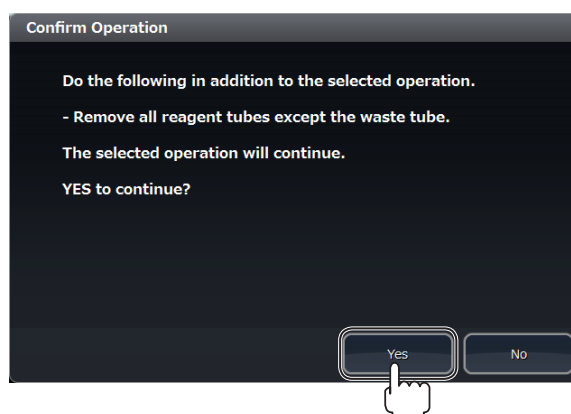 Confirm Operation
Do the following in addition to the selected operation.
- Remove all reagent tubes except the waste tube.
The selected operation will continue.
YES to continue?
Yes
No